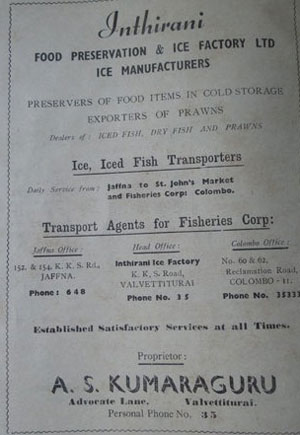 Inthirani
FOOD PRESERVATION & ICE FACTORY LTD
ICE MANUFACTURERS
PRESERVERS OF FOOD ITEMS IN COLD STORAGE
EXPORTERS OF PRAWNS
Dealers of: ICED FISH, DRY FISH AND PRAWNS
Ice, Iced Fish Transporters
Daily Service from: Jaffna to St. John's Market
and Fisheries Corp: Colombo.
Transport Agents for Fisheries Corp:
Jaffna Office:
152. & 154, K. K. S. Rd.,
JAFFNA.
Phone: 648
Head Office:
Inthirani Ice Factory
K. K. S. Road,
VALVETTITURAI
Phone No. 35
Colombo Office:
No. 60 & 62,
Reclamation Road,
COLOMBO - 11.
Phone No.
Established Satisfactory Services at all Times.
Proprietor:
A. S. KUMARAGURU
Advocate Lane, Valvettiturai.
Personal Phone No. 35